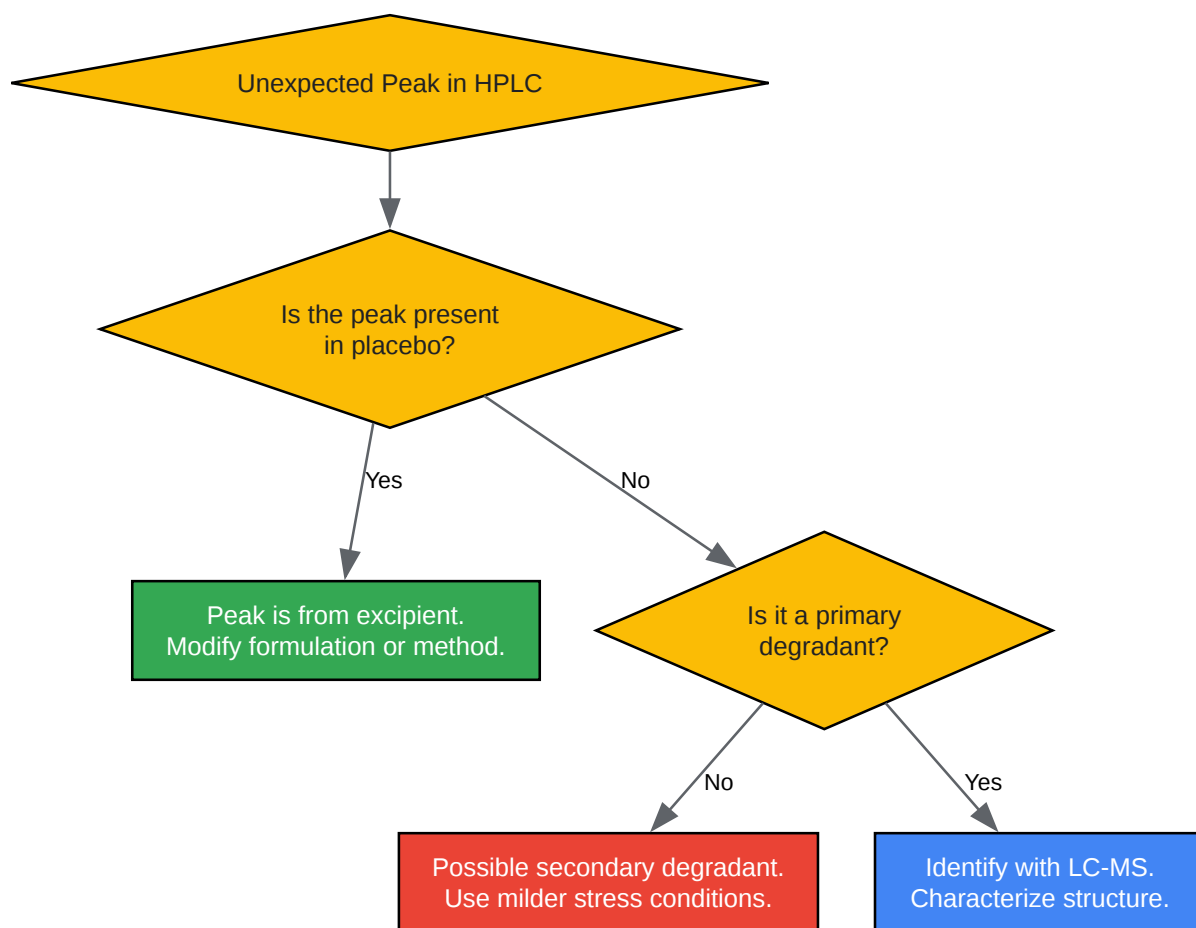 Unexpected Peak in HPLC
Is the peak present
in placebo?
Yes
No
Peak is from excipient.
Modify formulation or method.
Is it a primary
degradant?
No
Yes
Possible secondary degradant.
Use milder stress conditions.
Identify with LC-MS.
Characterize structure.